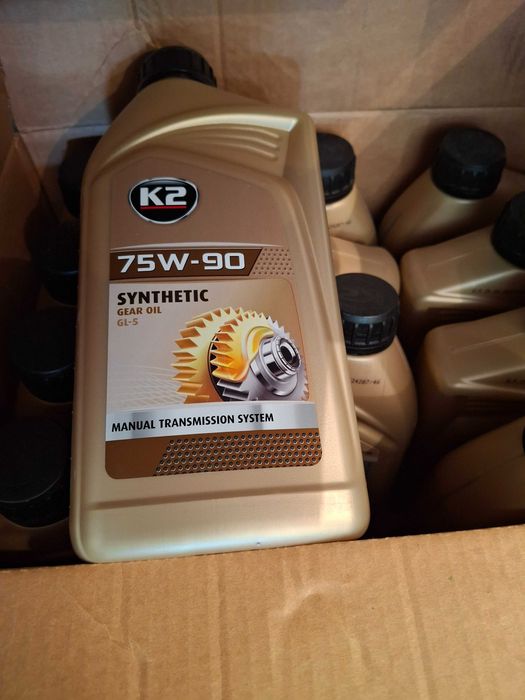 K2
75W-90
SYNTHETIC
GEAR OIL
GL-5
MANUAL TRANSMISSION SYSTEM